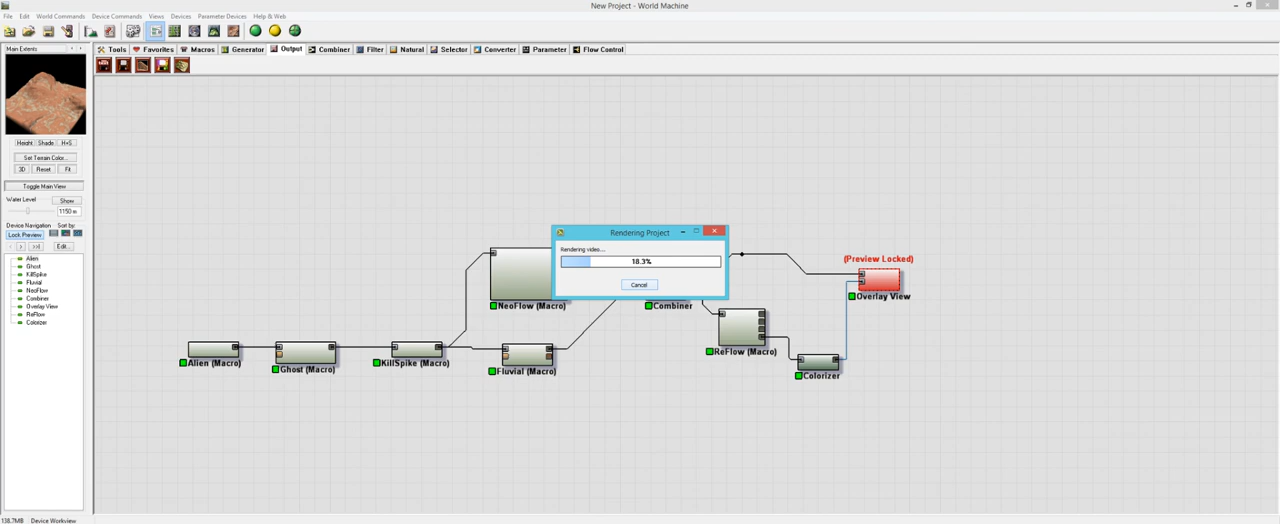 New Project - World Machine
File Edit World Commands Device Commands Views Devices Parameter Devices Help & Web
Main Extents
Tools Favorites Macros Generator Output Combiner Filter Natural Selector Converter Parameter Flow Control
Height Shade H+S
Set Terrain Color...
3D Reset Fit
Toggle Main View
Water Level Show
1150 m
Device Navigation Sort by:
Lock Preview
Edit...
Alien
Ghost
KillSpike
Fluvial
NeoFlow
Combiner
Overlay View
ReFlow
Colorizer
Rendering Project
Rendering video...
18.3%
Cancel
(Preview Locked)
Overlay View
NeoFlow (Macro)
Combiner
ReFlow (Macro)
Alien (Macro)
Ghost (Macro)
KillSpike (Macro)
Fluvial (Macro)
Colorizer
138.7MB Device Workview